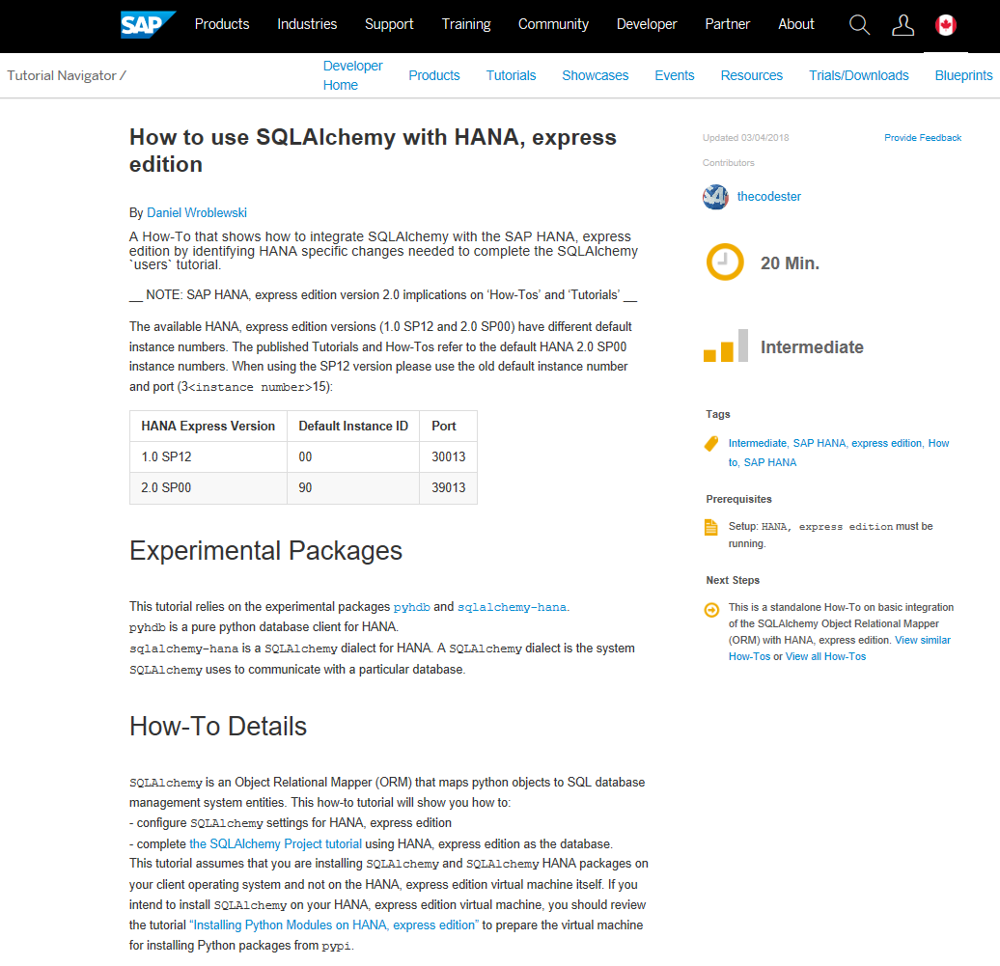 SAP
Products Industries Support Training Community Developer Partner About
Tutorial Navigator /
Developer Home
Products Tutorials Showcases Events Resources Trials/Downloads Blueprints
How to use SQLAlchemy with HANA, express
edition
By Daniel Wroblewski
A How-To that shows how to integrate SQLAlchemy with the SAP HANA, express
edition by identifying HANA specific changes needed to complete the SQLAlchemy
`users` tutorial.
__ NOTE: SAP HANA, express edition version 2.0 implications on ‘How-Tos’ and ‘Tutorials’ __
The available HANA, express edition versions (1.0 SP12 and 2.0 SP00) have different default
instance numbers. The published Tutorials and How-Tos refer to the default HANA 2.0 SP00
instance numbers. When using the SP12 version please use the old default instance number
and port (3<instance number>15):
HANA Express Version Default Instance ID Port
1.0 SP12 00 30013
2.0 SP00 90 39013
Experimental Packages
This tutorial relies on the experimental packages pyhdb and sqlalchemy-hana.
pyhdb is a pure python database client for HANA.
sqlalchemy-hana is a SQLAlchemy dialect for HANA. A SQLAlchemy dialect is the system
SQLAlchemy uses to communicate with a particular database.
How-To Details
SQLAlchemy is an Object Relational Mapper (ORM) that maps python objects to SQL database
management system entities. This how-to tutorial will show you how to:
- configure SQLAlchemy settings for HANA, express edition
- complete the SQLAlchemy Project tutorial using HANA, express edition as the database.
This tutorial assumes that you are installing SQLAlchemy and SQLAlchemy HANA packages on
your client operating system and not on the HANA, express edition virtual machine itself. If you
intend to install SQLAlchemy on your HANA, express edition virtual machine, you should review
the tutorial “Installing Python Modules on HANA, express edition” to prepare the virtual machine
for installing Python packages from pypi.
Updated 03/04/2018 Provide Feedback
Contributors
thecodester
20 Min.
Intermediate
Tags
Intermediate, SAP HANA, express edition, How
to, SAP HANA
Prerequisites
Setup: HANA, express edition must be
running.
Next Steps
This is a standalone How-To on basic integration
of the SQLAlchemy Object Relational Mapper
(ORM) with HANA, express edition. View similar
How-Tos or View all How-Tos